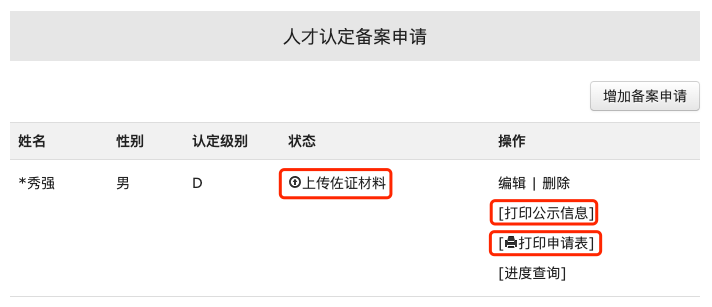 人才认定备案申请
增加备案申请
姓名 性别 认定级别 状态 操作
*秀强 男 D 上传佐证材料 编辑 | 删除
[打印公示信息]
[打印申请表]
[进度查询]